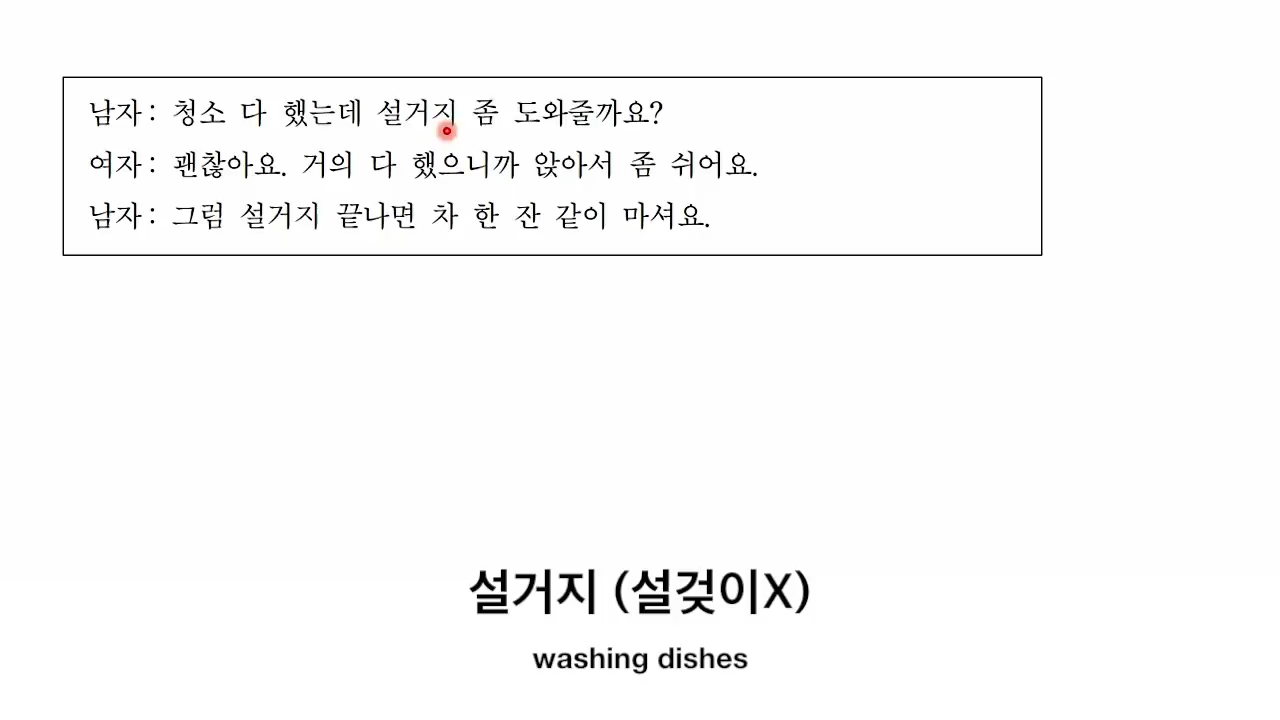 남자: 청소 다 했는데 설거지 좀 도와줄까요?
여자: 괜찮아요. 거의 다 했으니까 앉아서 좀 쉬어요.
남자: 그럼 설거지 끝나면 차 한 잔 같이 마셔요.
설거지 (설겆이X)
washing dishes